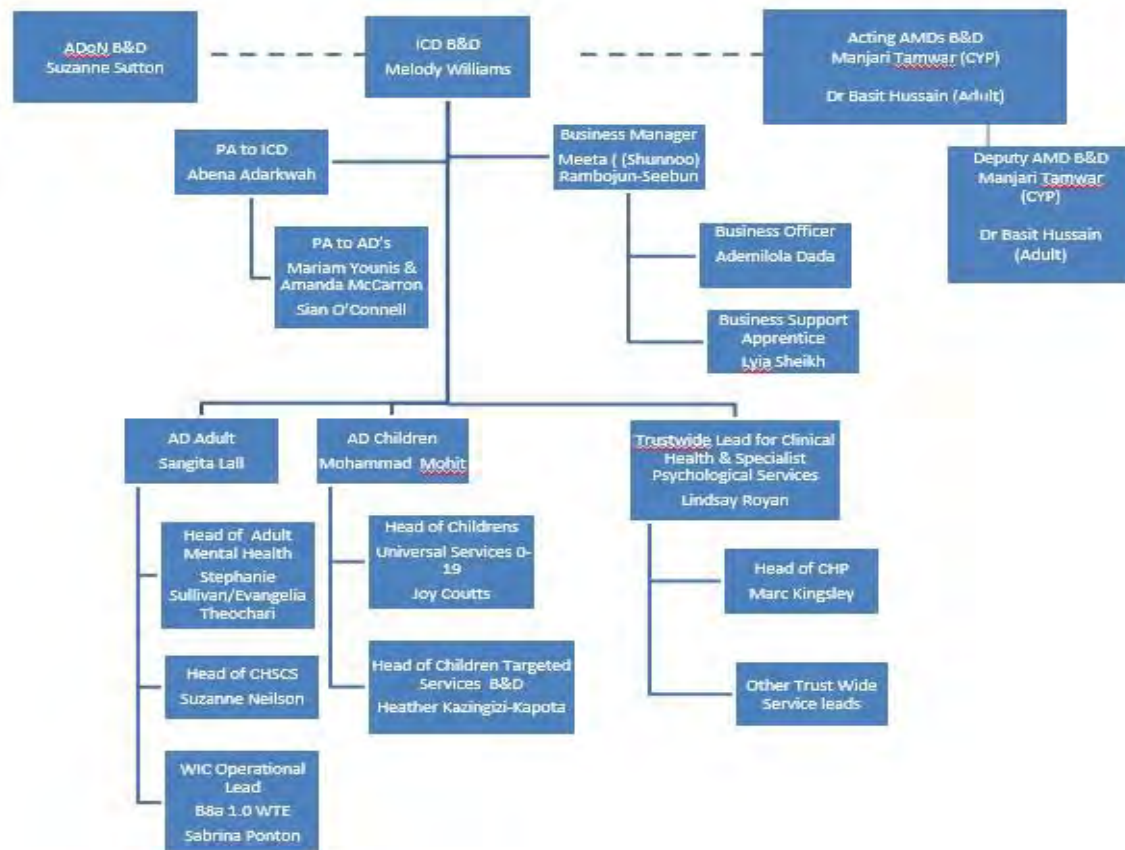 ADoN B&D
Suzanne Sutton
ICD B&D
Melody Williams
Acting AMDs B&D
Manjari Tamwar (CYP)
Dr Basit Hussain (Adult)
Deputy AMD B&D
Manjari Tamwar
(CYP)
Dr Basit Hussain
(Adult)
PA to ICD
Abena Adarkwah
Business Manager
Meeta ( (Shunnoo)
Rambojun-Seebun
PA to AD's
Mariam Younis &
Amanda McCarron
Sian O'Connell
Business Officer
Ademilola Dada
Business Support
Apprentice
Lyia Sheikh
AD Adult
Sangita Lall
AD Children
Mohammad Mohit
Trustwide Lead for Clinical
Health & Specialist
Psychological Services
Lindsay Royan
Head of Adult
Mental Health
Stephanie
Sullivan/Evangelia
Theochari
Head of CHSCS
Suzanne Neilson
WIC Operational
Lead
B8a 1.0 WTE
Sabrina Ponton
Head of Childrens
Universal Services 0-
19
Joy Coutts
Head of Children Targeted
Services B&D
Heather Kazingizi-Kapota
Head of CHP
Marc Kingsley
Other Trust Wide
Service leads